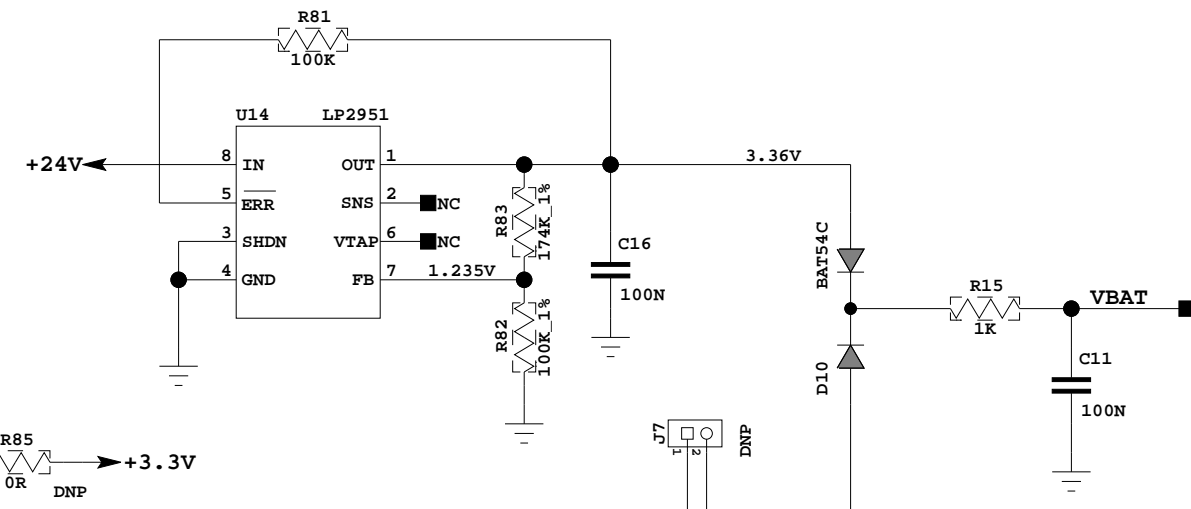 R81
100K
U14 LP2951
+24V 8 IN OUT 1 3.36V
5 ERR SNS 2 NC
3 SHDN VTAP 6 NC
4 GND FB 7 1.235V
R83
174K_1%
R82
100K_1%
C16
100N
BAT54C
D10
R15
1K
VBAT
C11
100N
J7
1 2
DNP
R85
0R
+3.3V
DNP